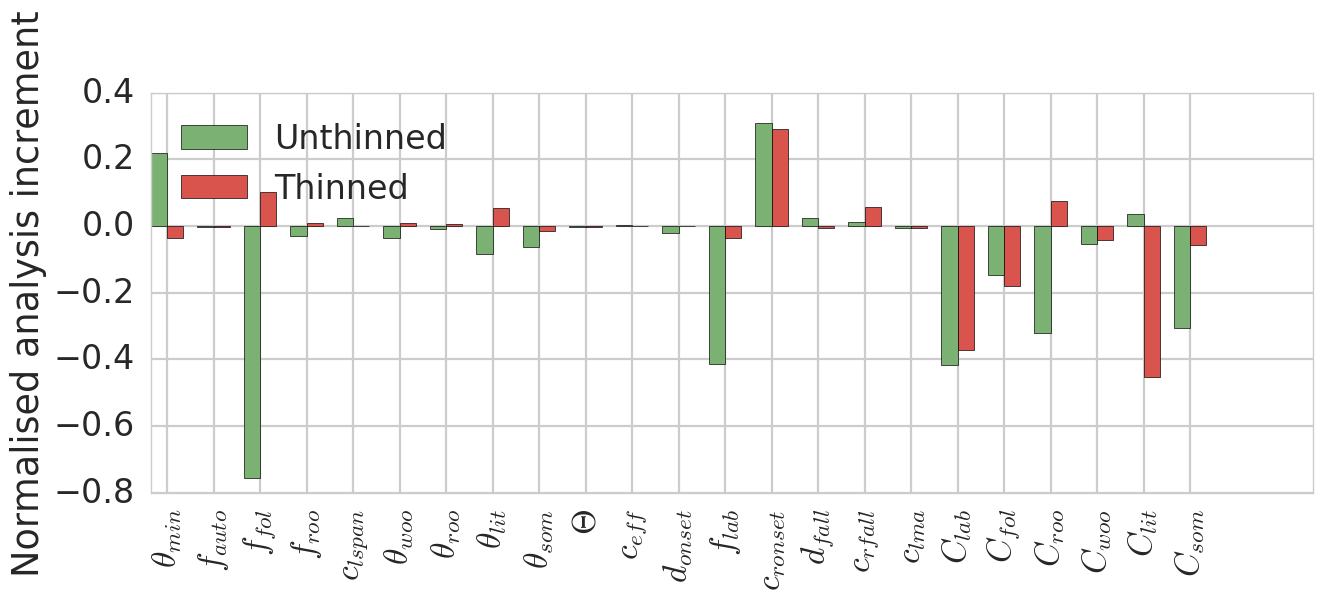 Normalised analysis increment
0.4
0.2
0.0
−0.2
−0.4
−0.6
−0.8
Unthinned
Thinned
θmin
fauto
ffol
froo
clspan
θwoo
θroo
θlit
θsom
Θ
ceff
donset
flab
cronset
dfall
crfall
clma
Clab
Cfol
Croo
Cwoo
Clit
Csom